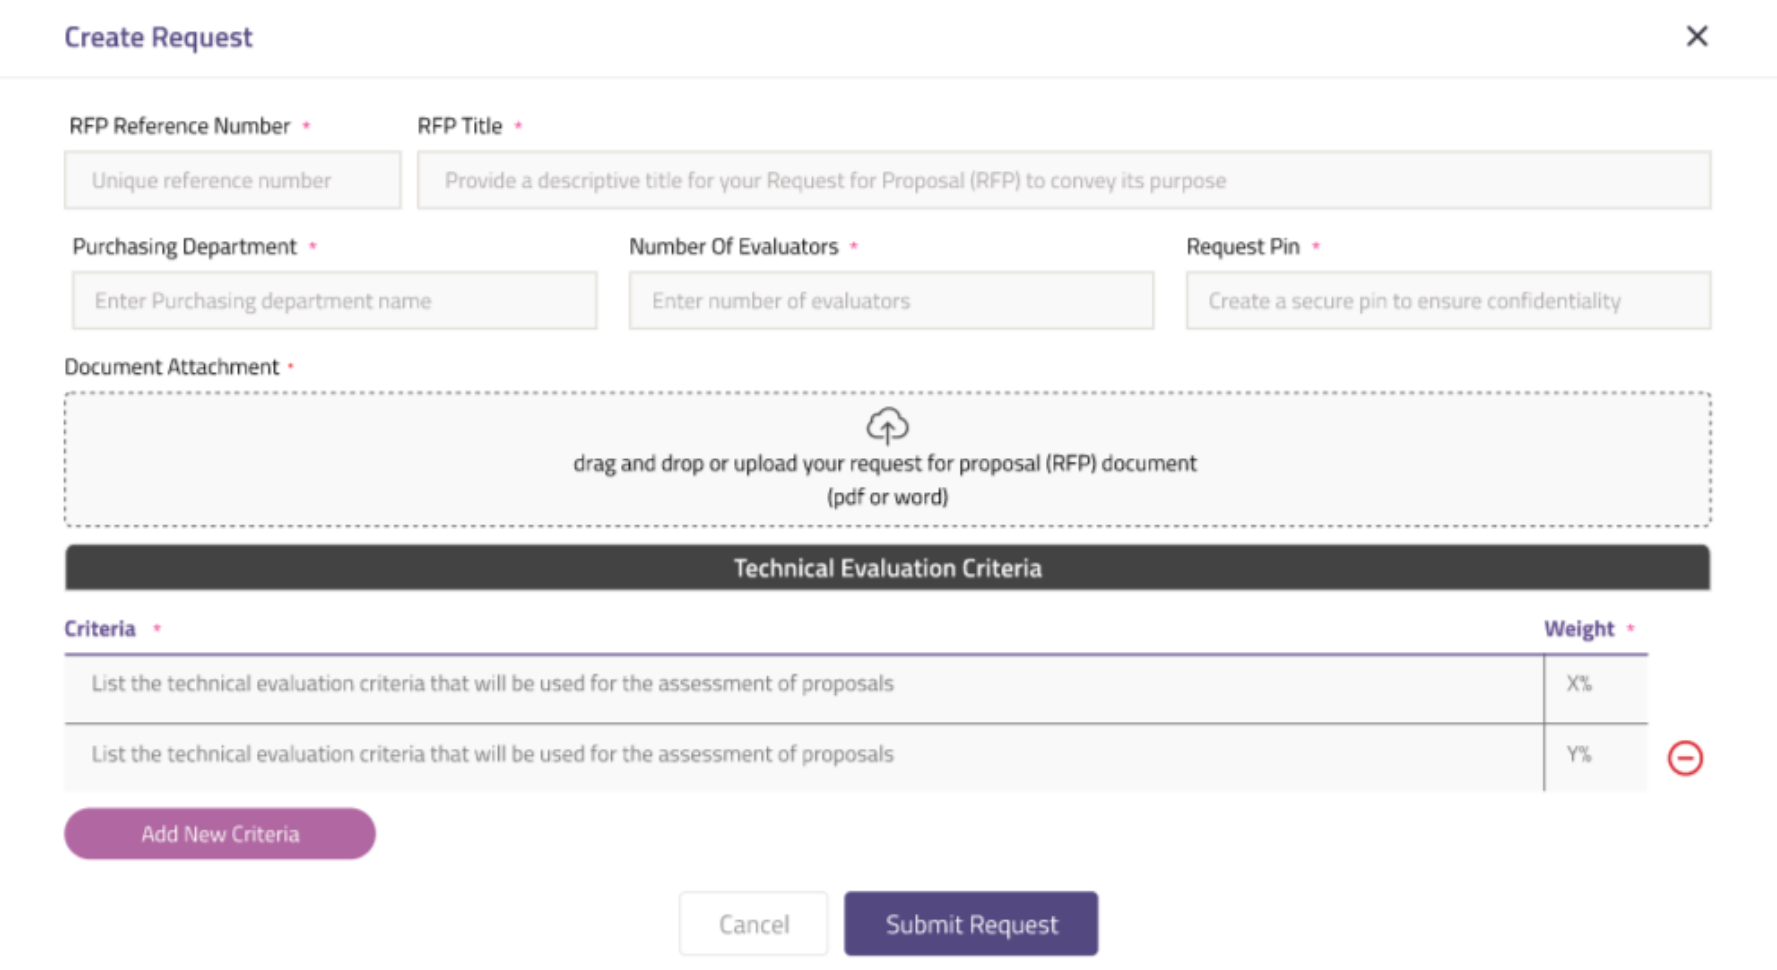 Create Request
RFP Reference Number * RFP Title *
Unique reference number Provide a descriptive title for your Request for Proposal (RFP) to convey its purpose
Purchasing Department * Number Of Evaluators * Request Pin *
Enter Purchasing department name Enter number of evaluators Create a secure pin to ensure confidentiality
Document Attachment *
drag and drop or upload your request for proposal (RFP) document
(pdf or word)
Technical Evaluation Criteria
Criteria * Weight *
List the technical evaluation criteria that will be used for the assessment of proposals X%
List the technical evaluation criteria that will be used for the assessment of proposals Y%
Add New Criteria
Cancel Submit Request